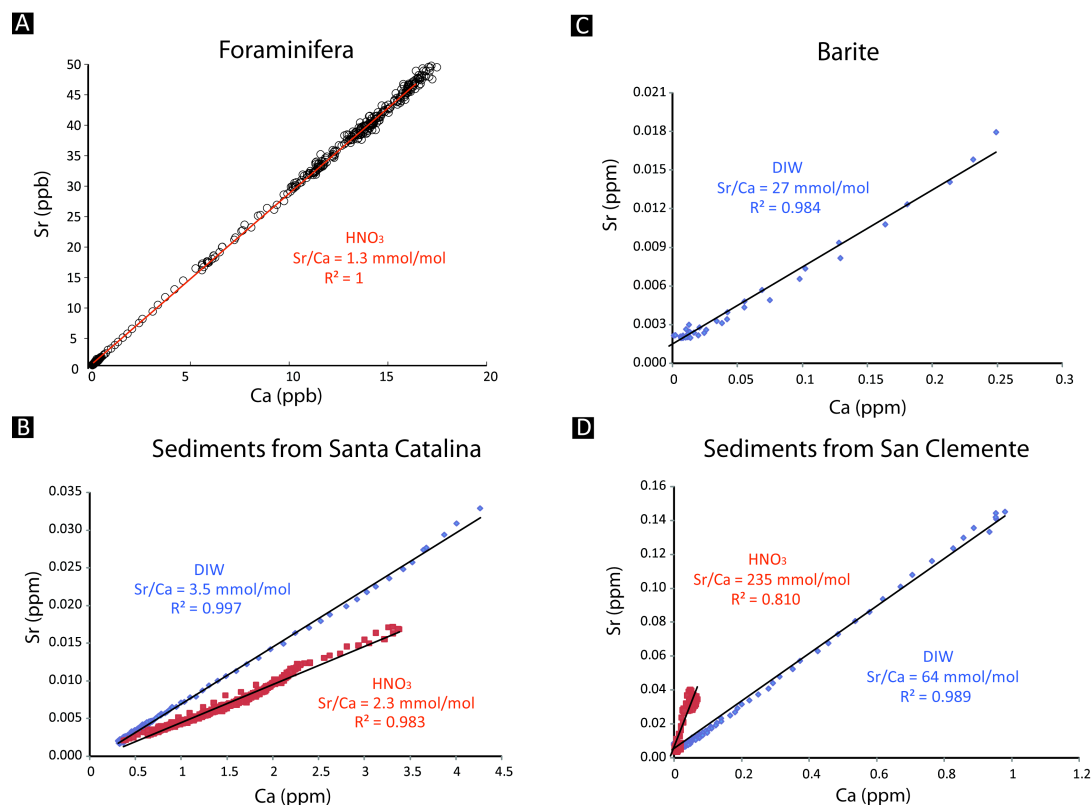 A
Foraminifera
50
45
40
35
30
25
20
15
10
5
0
Sr (ppb)
HNO₃
Sr/Ca = 1.3 mmol/mol
R² = 1
0
5
10
15
20
Ca (ppb)
C
Barite
0.021
0.018
0.015
0.012
0.009
0.006
0.003
0.000
Sr (ppm)
DIW
Sr/Ca = 27 mmol/mol
R² = 0.984
0
0.05
0.1
0.15
0.2
0.25
0.3
Ca (ppm)
B
Sediments from Santa Catalina
0.035
0.030
0.025
0.020
0.015
0.010
0.005
0.000
Sr (ppm)
DIW
Sr/Ca = 3.5 mmol/mol
R² = 0.997
HNO₃
Sr/Ca = 2.3 mmol/mol
R² = 0.983
0
0.5
1
1.5
2
2.5
3
3.5
4
4.5
Ca (ppm)
D
Sediments from San Clemente
0.16
0.14
0.12
0.10
0.08
0.06
0.04
0.02
0.00
Sr (ppm)
HNO₃
Sr/Ca = 235 mmol/mol
R² = 0.810
DIW
Sr/Ca = 64 mmol/mol
R² = 0.989
0
0.2
0.4
0.6
0.8
1
1.2
Ca (ppm)